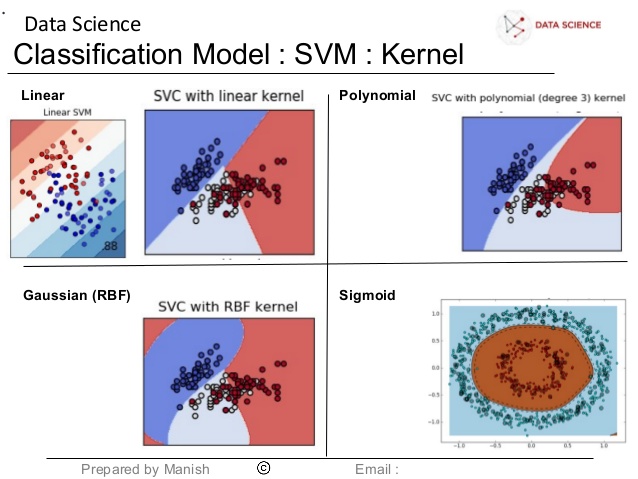 Data Science
DATA SCIENCE
Classification Model : SVM : Kernel
Linear
Linear SVM
.88
SVC with linear kernel
Polynomial
SVC with polynomial (degree 3) kernel
Gaussian (RBF)
SVC with RBF kernel
Sigmoid
1.0
0.5
0.0
−0.5
−1.0
−1.0
−0.5
0.0
0.5
1.0
Prepared by Manish © Email :